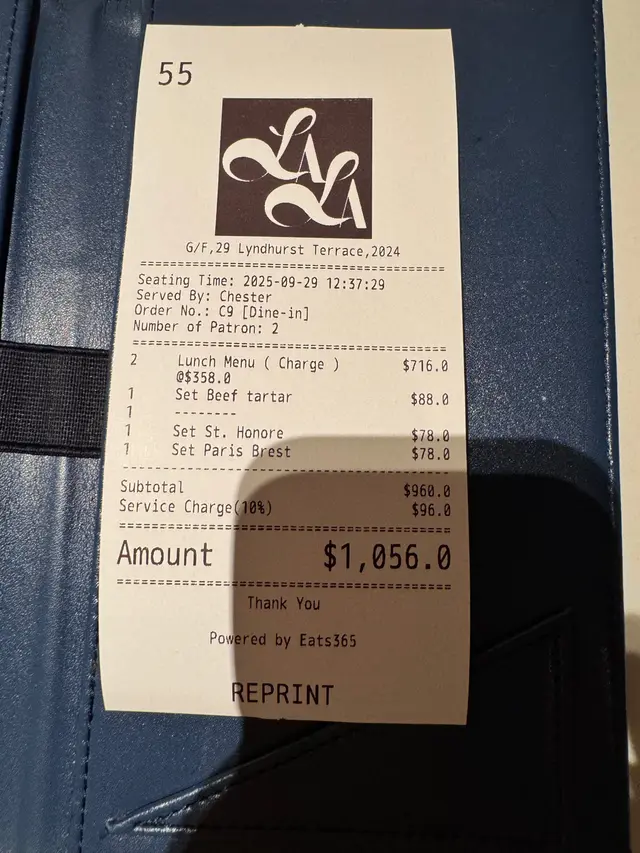 55
LA
LA
G/F,29 Lyndhurst Terrace,2024
========================================
Seating Time: 2025-09-29 12:37:29
Served By: Chester
Order No.: C9 [Dine-in]
Number of Patron: 2
========================================
2 Lunch Menu ( Charge ) $716.0
@$358.0
1 Set Beef tartar $88.0
1 --------
1 Set St. Honore $78.0
1 Set Paris Brest $78.0
----------------------------------------
Subtotal $960.0
Service Charge(10%) $96.0
========================================
Amount $1,056.0
========================================
Thank You
Powered by Eats365
REPRINT